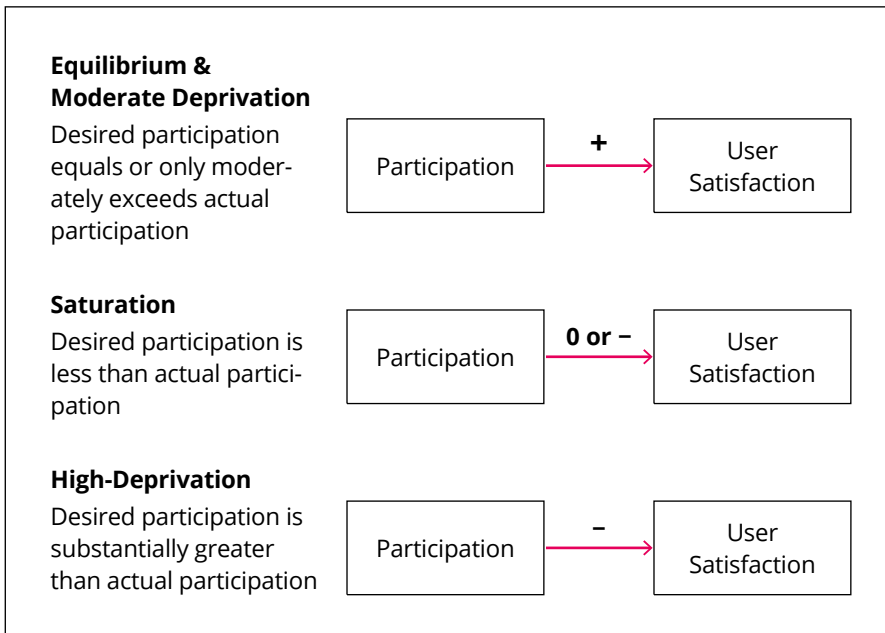 Equilibrium &
Moderate Deprivation
Desired participation
equals or only moder-
ately exceeds actual
participation
Participation
+
User
Satisfaction
Saturation
Desired participation is
less than actual partici-
pation
Participation
0 or –
User
Satisfaction
High-Deprivation
Desired participation is
substantially greater
than actual participation
Participation
–
User
Satisfaction